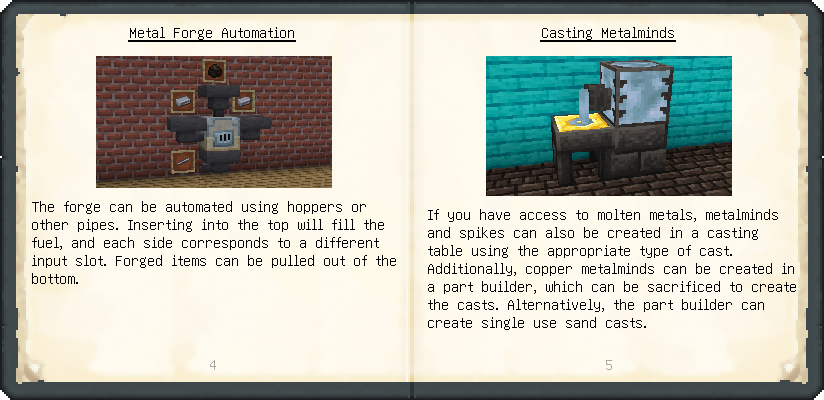 Metal Forge Automation
The forge can be automated using hoppers or
other pipes. Inserting into the top will fill the
fuel, and each side corresponds to a different
input slot. Forged items can be pulled out of the
bottom.
4
Casting Metalminds
If you have access to molten metals, metalminds
and spikes can also be created in a casting
table using the appropriate type of cast.
Additionally, copper metalminds can be created in
a part builder, which can be sacrificed to create
the casts. Alternatively, the part builder can
create single use sand casts.
5